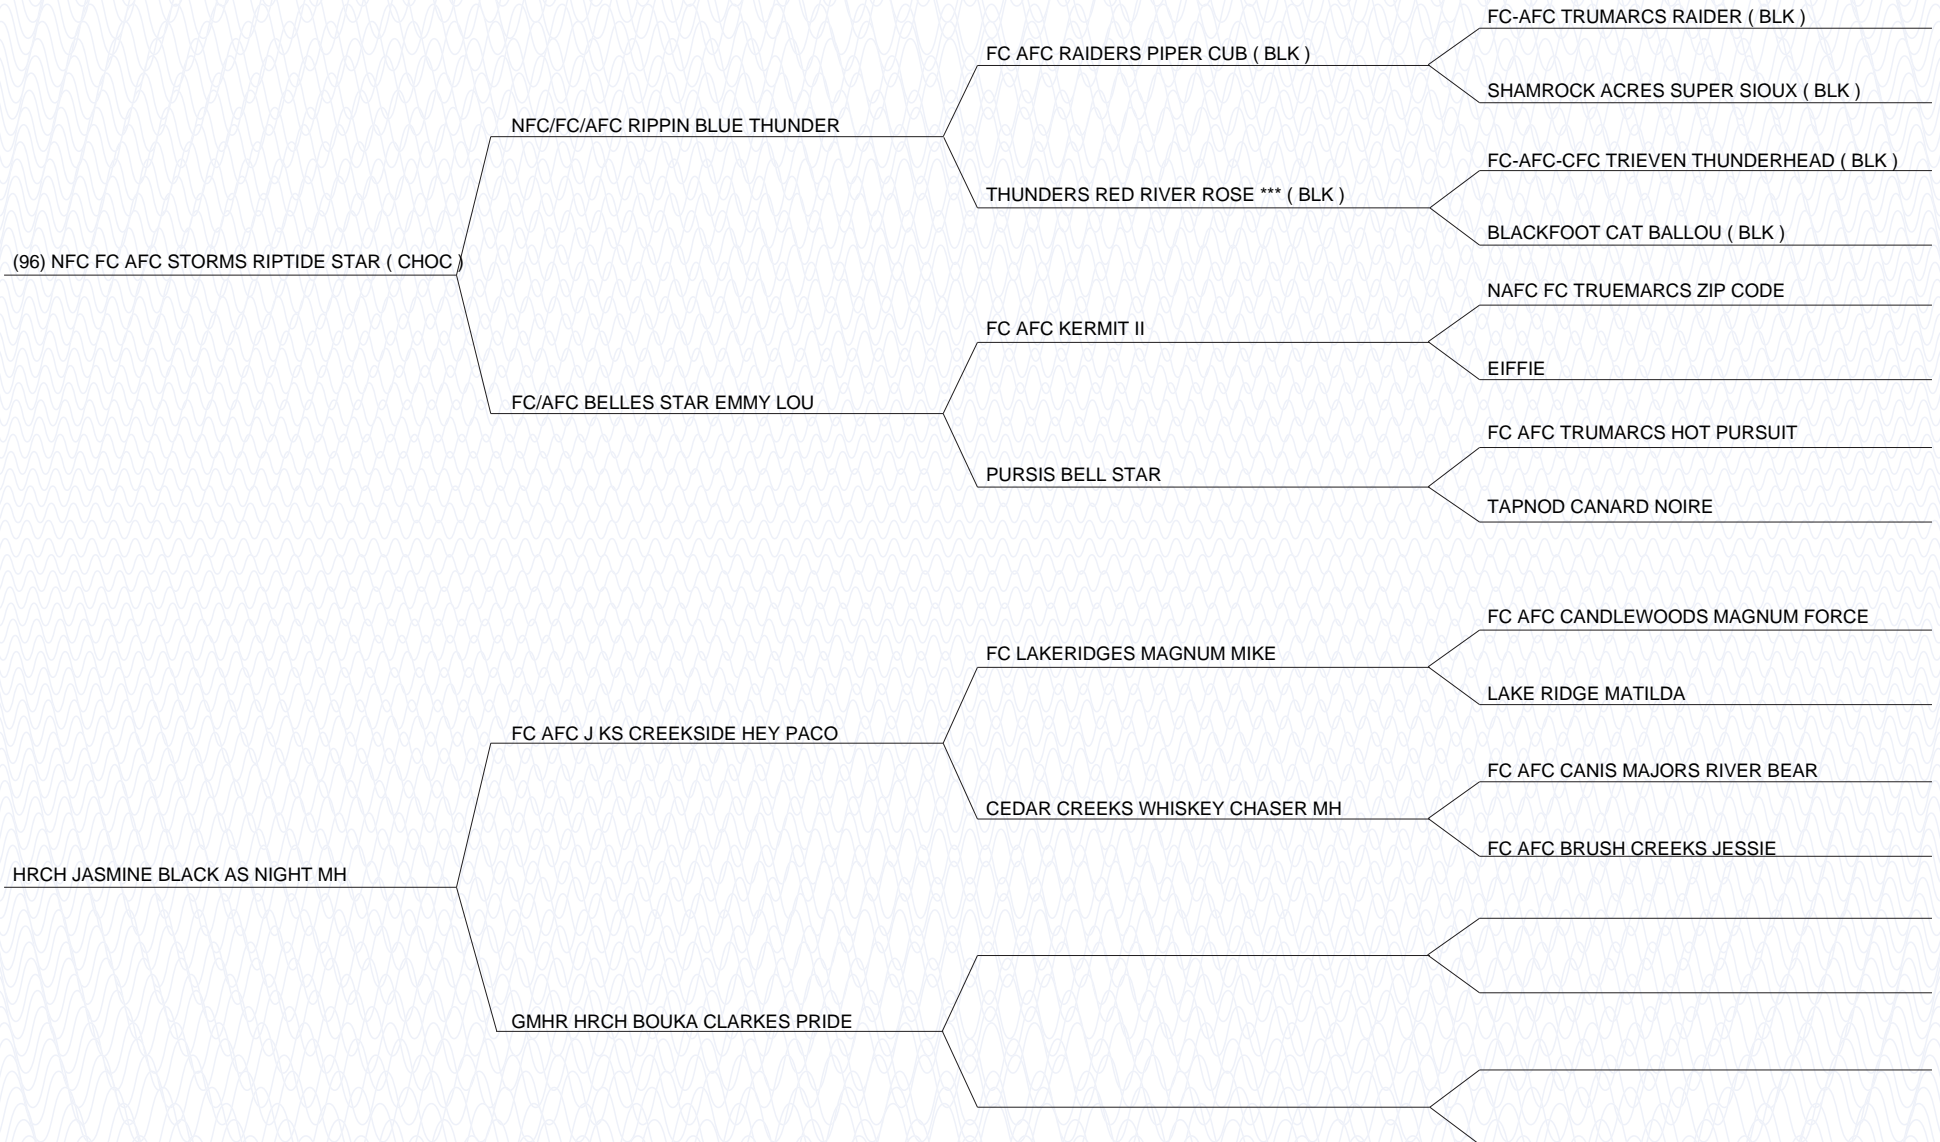 FC-AFC TRUMARCS RAIDER ( BLK )
FC AFC RAIDERS PIPER CUB ( BLK )
SHAMROCK ACRES SUPER SIOUX ( BLK )
NFC/FC/AFC RIPPIN BLUE THUNDER
FC-AFC-CFC TRIEVEN THUNDERHEAD ( BLK )
THUNDERS RED RIVER ROSE *** ( BLK )
BLACKFOOT CAT BALLOU ( BLK )
(96) NFC FC AFC STORMS RIPTIDE STAR ( CHOC )
NAFC FC TRUEMARCS ZIP CODE
FC AFC KERMIT II
EIFFIE
FC/AFC BELLES STAR EMMY LOU
FC AFC TRUMARCS HOT PURSUIT
PURSIS BELL STAR
TAPNOD CANARD NOIRE
FC AFC CANDLEWOODS MAGNUM FORCE
FC LAKERIDGES MAGNUM MIKE
LAKE RIDGE MATILDA
FC AFC J KS CREEKSIDE HEY PACO
FC AFC CANIS MAJORS RIVER BEAR
CEDAR CREEKS WHISKEY CHASER MH
FC AFC BRUSH CREEKS JESSIE
HRCH JASMINE BLACK AS NIGHT MH
GMHR HRCH BOUKA CLARKES PRIDE